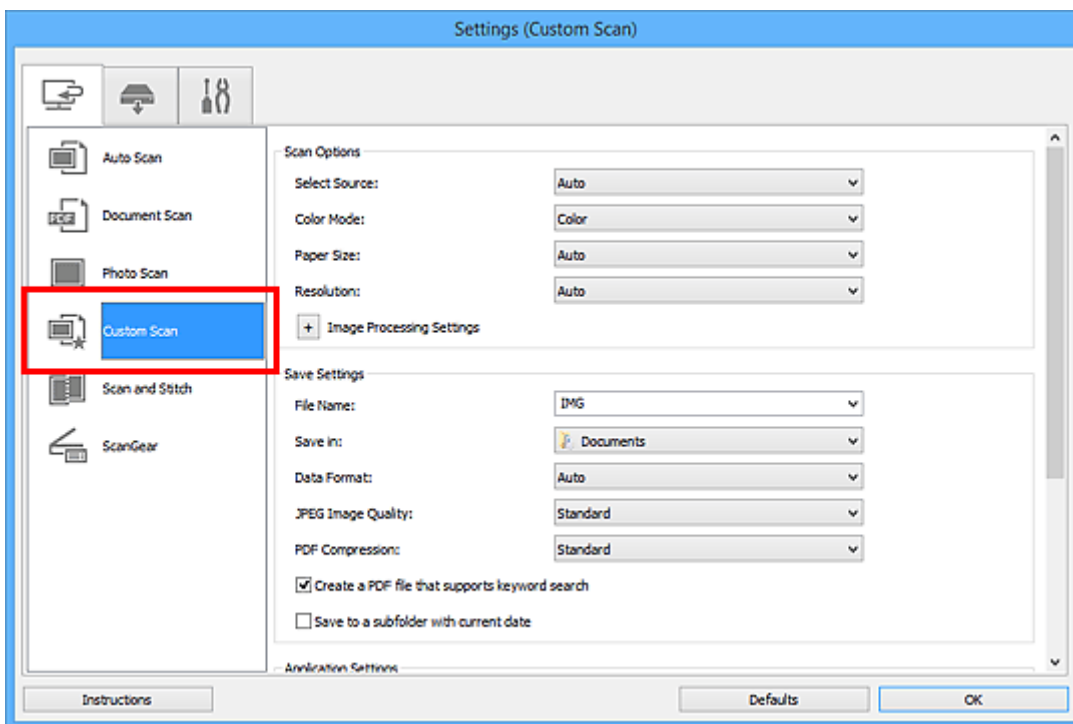 Settings (Custom Scan)
Auto Scan
PDF
Document Scan
Photo Scan
Custom Scan
Scan and Stitch
ScanGear
Scan Options
Select Source: Auto
Color Mode: Color
Paper Size: Auto
Resolution: Auto
+ Image Processing Settings
Save Settings
File Name: IMG
Save in: Documents
Data Format: Auto
JPEG Image Quality: Standard
PDF Compression: Standard
Create a PDF file that supports keyword search
Save to a subfolder with current date
Application Settings
Instructions Defaults OK